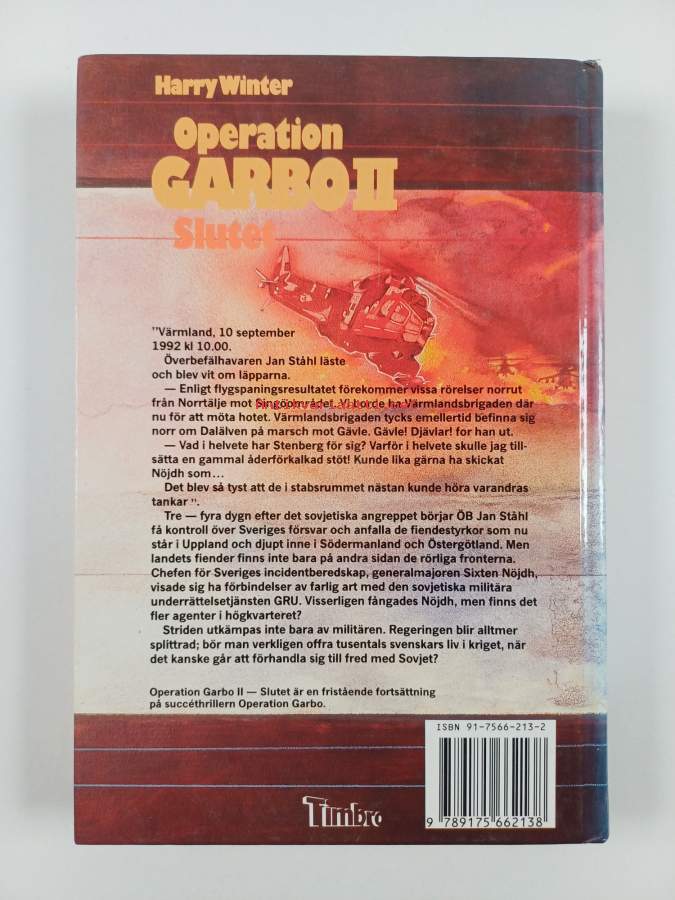 Harry Winter
Operation
GARBO II
Slutet
"Värmland, 10 september
1992 kl 10.00.
Överbefälhavaren Jan Ståhl läste
och blev vit om läpparna.
— Enligt flygspaningsresultatet förekommer vissa rörelser norrut
från Norrtälje mot Singöområdet. Vi borde ha Värmlandsbrigaden där
nu för att möta hotet. Värmlandsbrigaden tycks emellertid befinna sig
norr om Dalälven på marsch mot Gävle. Gävle! Djävlar! for han ut.
— Vad i helvete har Stenberg för sig? Varför i helvete skulle jag till-
sätta en gammal åderförkalkad stöt! Kunde lika gärna ha skickat
Nöjdh som...
Det blev så tyst att de i stabsrummet nästan kunde höra varandras
tankar".
Tre — fyra dygn efter det sovjetiska angreppet börjar ÖB Jan Ståhl
få kontroll över Sveriges försvar och anfalla de fiendestyrkor som nu
står i Uppland och djupt inne i Södermanland och Östergötland. Men
landets fiender finns inte bara på andra sidan de rörliga fronterna.
Chefen för Sveriges incidentberedskap, generalmajoren Sixten Nöjdh,
visade sig ha förbindelser av farlig art med den sovjetiska militära
underrättelsetjänsten GRU. Visserligen fångades Nöjdh, men finns det
fler agenter i högkvarteret?
Striden utkämpas inte bara av militären. Regeringen blir alltmer
splittrad; bör man verkligen offra tusentals svenskars liv i kriget, när
det kanske går att förhandla sig till fred med Sovjet?
Operation Garbo II — Slutet är en fristående fortsättning
på succéthrillern Operation Garbo.
ISBN 91-7566-213-2
9 789175 662138
Timbro